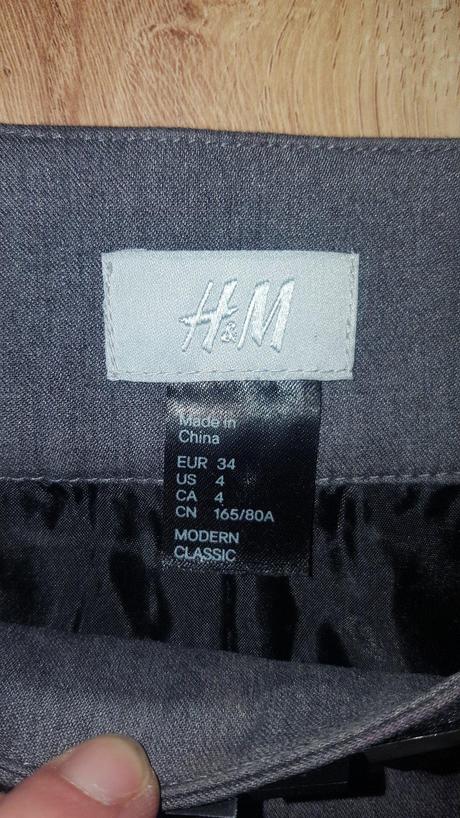 H&M
Made in
China
EUR 34
US 4
CA 4
CN 165/80A
MODERN
CLASSIC